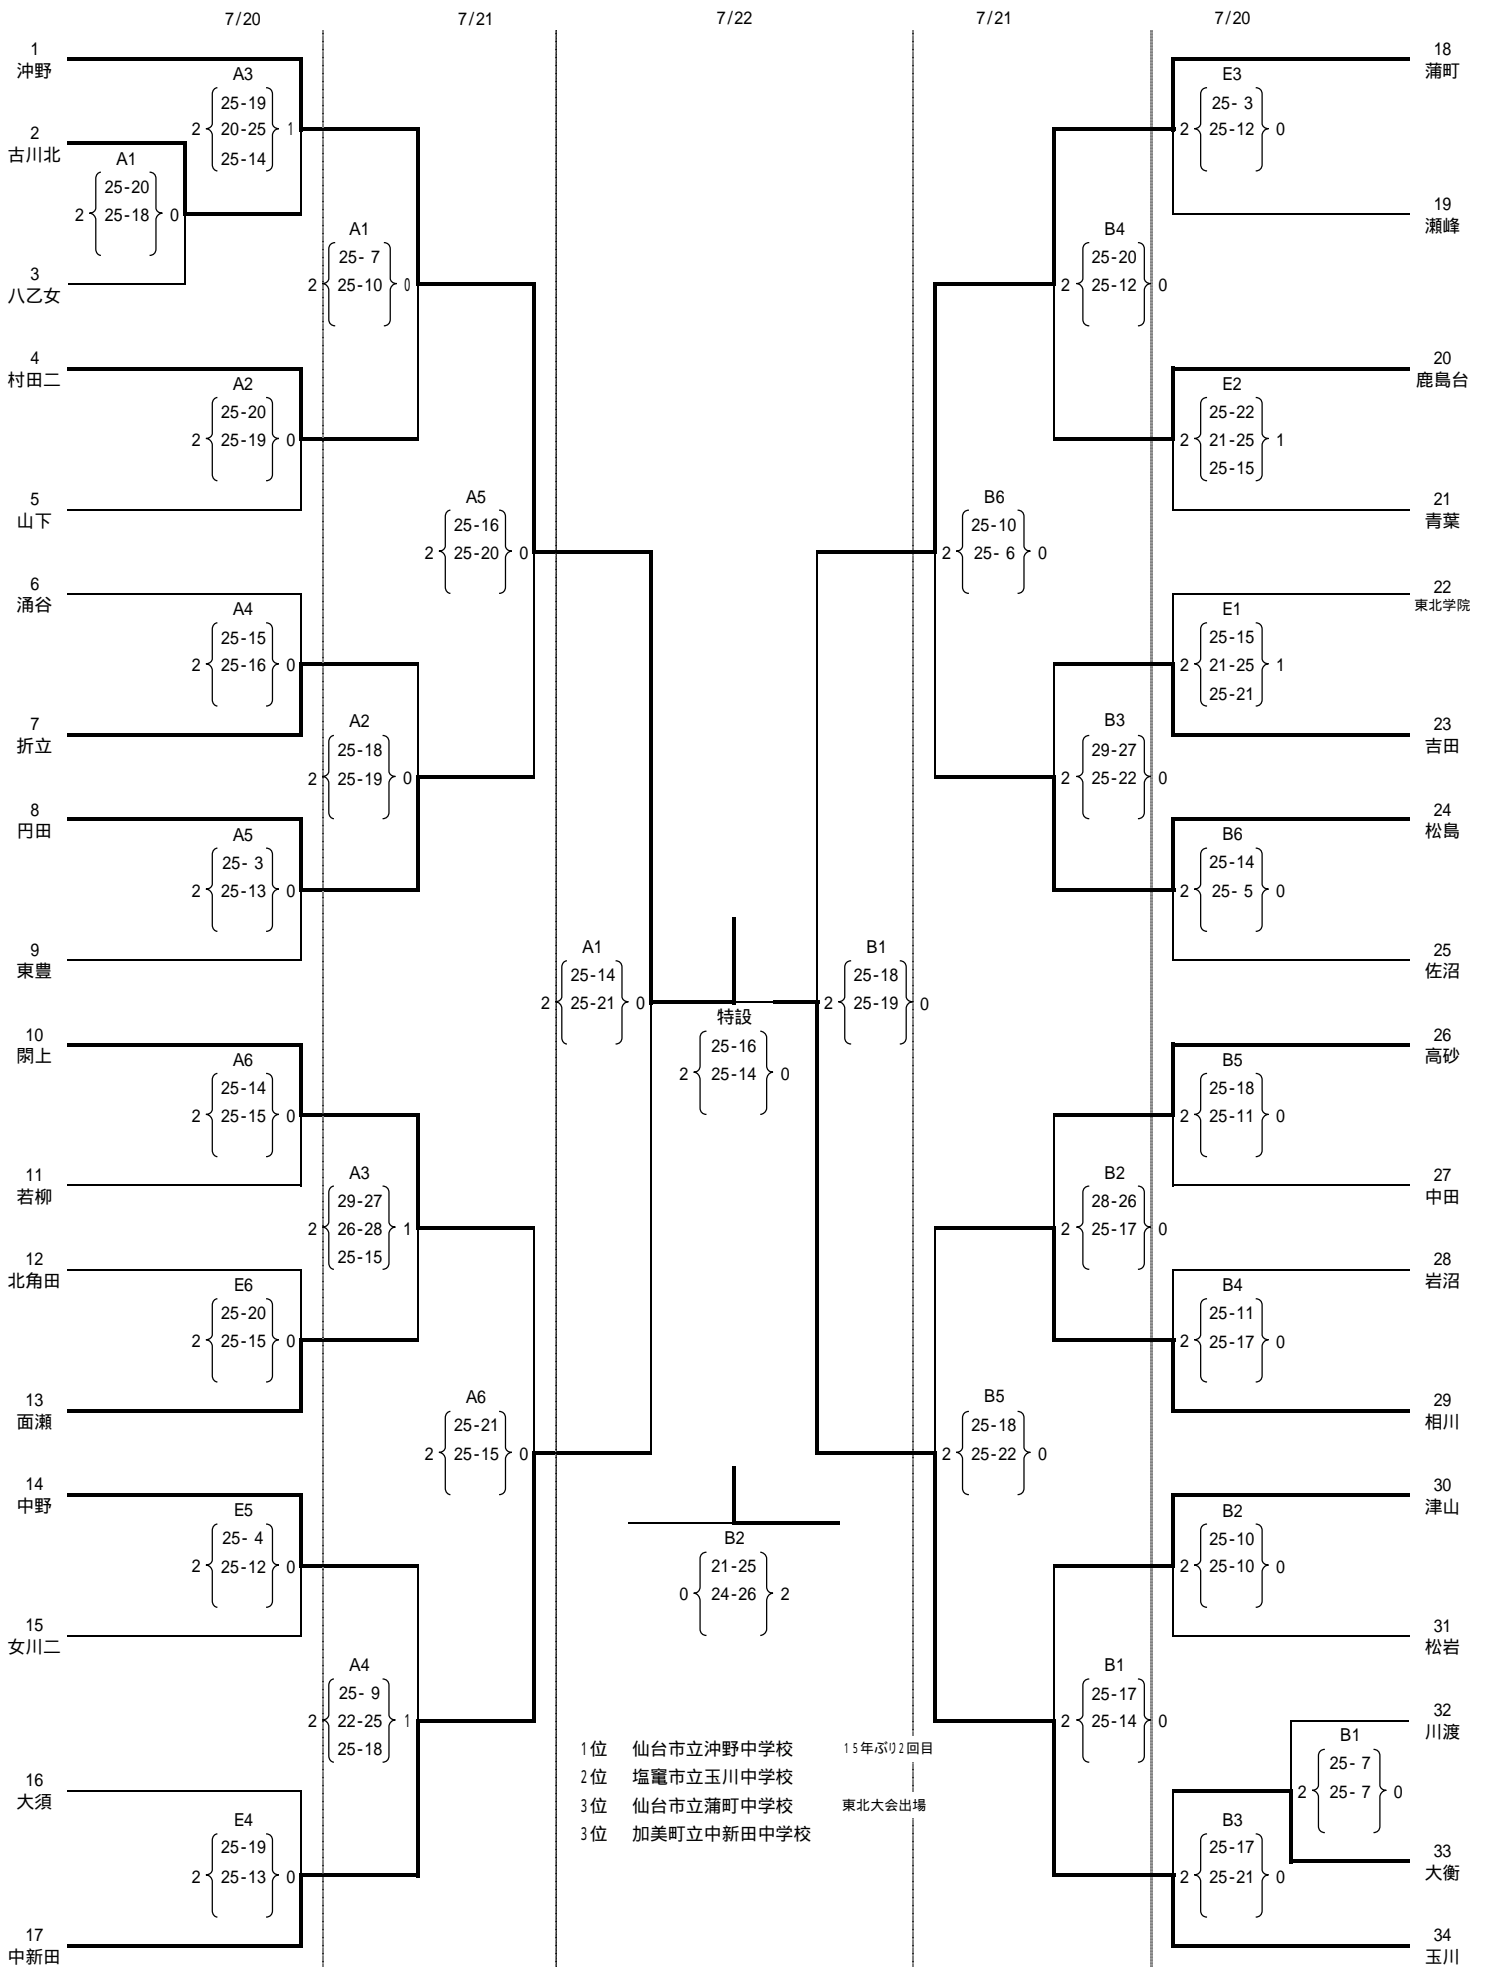 7/20
7/21
7/22
7/21
7/20
1
沖野
A3
25-19
2 20-25 1
25-14
2
古川北
A1
25-20
2 25-18 0
3
八乙女
A1
25- 7
2 25-10 0
4
村田二
A2
25-20
2 25-19 0
5
山下
A5
25-16
2 25-20 0
6
涌谷
A4
25-15
2 25-16 0
7
折立
A2
25-18
2 25-19 0
8
円田
A5
25- 3
2 25-13 0
9
東豊
A1
25-14
2 25-21 0
10
閖上
A6
25-14
2 25-15 0
11
若柳
A3
29-27
2 26-28 1
25-15
12
北角田
E6
25-20
2 25-15 0
13
面瀬
A6
25-21
2 25-15 0
14
中野
E5
25- 4
2 25-12 0
15
女川二
A4
25- 9
2 22-25 1
25-18
16
大須
E4
25-19
2 25-13 0
17
中新田
特設
25-16
2 25-14 0
B2
21-25
0 24-26 2
1位 仙台市立沖野中学校 15年ぶり2回目
2位 塩竃市立玉川中学校
3位 仙台市立蒲町中学校 東北大会出場
3位 加美町立中新田中学校
18
蒲町
E3
25- 3
2 25-12 0
19
瀬峰
B4
25-20
2 25-12 0
20
鹿島台
E2
25-22
2 21-25 1
25-15
21
青葉
B6
25-10
2 25- 6 0
22
東北学院
E1
25-15
2 21-25 1
25-21
23
吉田
B3
29-27
2 25-22 0
24
松島
B6
25-14
2 25- 5 0
25
佐沼
B1
25-18
2 25-19 0
26
高砂
B5
25-18
2 25-11 0
27
中田
B2
28-26
2 25-17 0
28
岩沼
B4
25-11
2 25-17 0
29
相川
B5
25-18
2 25-22 0
30
津山
B2
25-10
2 25-10 0
31
松岩
B1
25-17
2 25-14 0
32
川渡
B1
25- 7
2 25- 7 0
33
大衡
B3
25-17
2 25-21 0
34
玉川